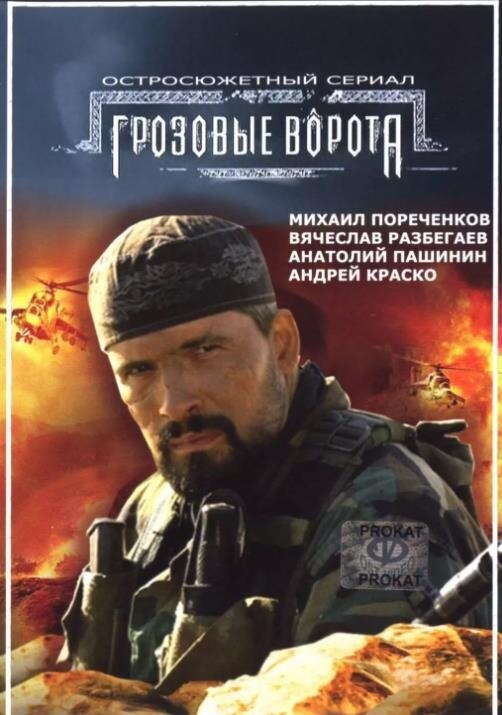 ОСТРОСЮЖЕТНЫЙ СЕРИАЛ
ГРОЗОВЫЕ ВОРОТА
МИХАИЛ ПОРЕЧЕНКОВ
ВЯЧЕСЛАВ РАЗБЕГАЕВ
АНАТОЛИЙ ПАШИНИН
АНДРЕЙ КРАСКО
PROKAT
PROKAT